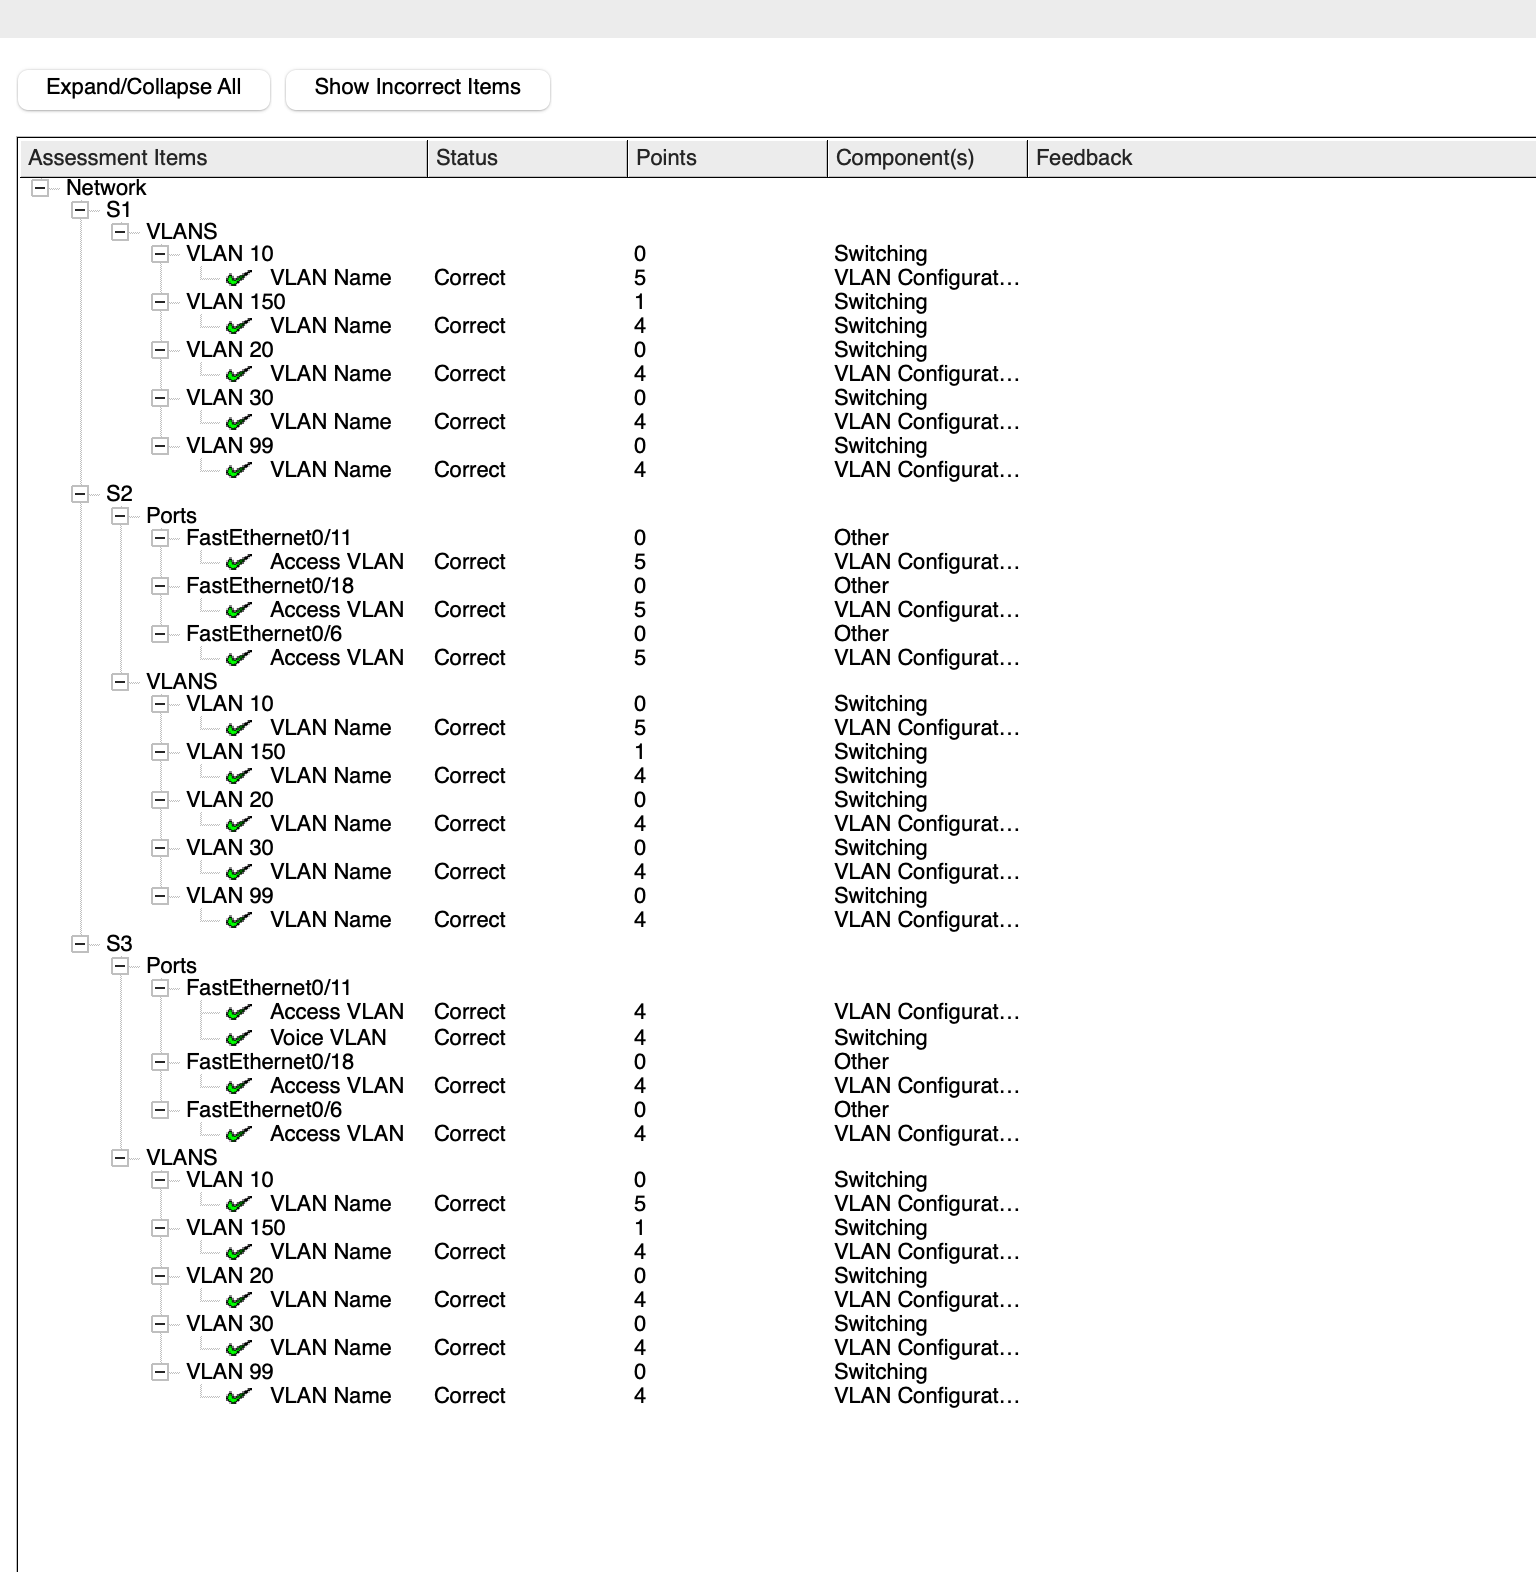 Expand/Collapse All Show Incorrect Items
Assessment Items Status Points Component(s) Feedback
Network
S1
VLANS
VLAN 10 0 Switching
VLAN Name Correct 5 VLAN Configurat...
VLAN 150 1 Switching
VLAN Name Correct 4 Switching
VLAN 20 0 Switching
VLAN Name Correct 4 VLAN Configurat...
VLAN 30 0 Switching
VLAN Name Correct 4 VLAN Configurat...
VLAN 99 0 Switching
VLAN Name Correct 4 VLAN Configurat...
S2
Ports
FastEthernet0/11 0 Other
Access VLAN Correct 5 VLAN Configurat...
FastEthernet0/18 0 Other
Access VLAN Correct 5 VLAN Configurat...
FastEthernet0/6 0 Other
Access VLAN Correct 5 VLAN Configurat...
VLANS
VLAN 10 0 Switching
VLAN Name Correct 5 VLAN Configurat...
VLAN 150 1 Switching
VLAN Name Correct 4 Switching
VLAN 20 0 Switching
VLAN Name Correct 4 VLAN Configurat...
VLAN 30 0 Switching
VLAN Name Correct 4 VLAN Configurat...
VLAN 99 0 Switching
VLAN Name Correct 4 VLAN Configurat...
S3
Ports
FastEthernet0/11
Access VLAN Correct 4 VLAN Configurat...
Voice VLAN Correct 4 Switching
FastEthernet0/18 0 Other
Access VLAN Correct 4 VLAN Configurat...
FastEthernet0/6 0 Other
Access VLAN Correct 4 VLAN Configurat...
VLANS
VLAN 10 0 Switching
VLAN Name Correct 5 VLAN Configurat...
VLAN 150 1 Switching
VLAN Name Correct 4 VLAN Configurat...
VLAN 20 0 Switching
VLAN Name Correct 4 VLAN Configurat...
VLAN 30 0 Switching
VLAN Name Correct 4 VLAN Configurat...
VLAN 99 0 Switching
VLAN Name Correct 4 VLAN Configurat...